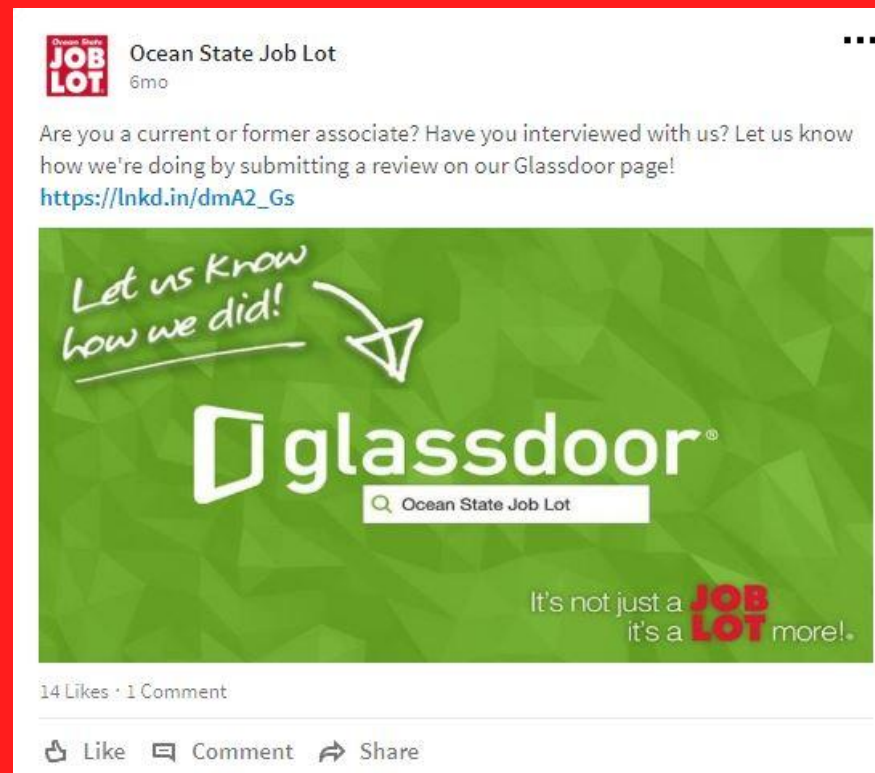 Ocean State
JOB
LOT
Ocean State Job Lot
6mo
Are you a current or former associate? Have you interviewed with us? Let us know
how we're doing by submitting a review on our Glassdoor page!
https://lnkd.in/dmA2_Gs
Let us know
how we did!
glassdoor®
Ocean State Job Lot
It's not just a JOB
it's a LOT more!®
14 Likes · 1 Comment
Like Comment Share